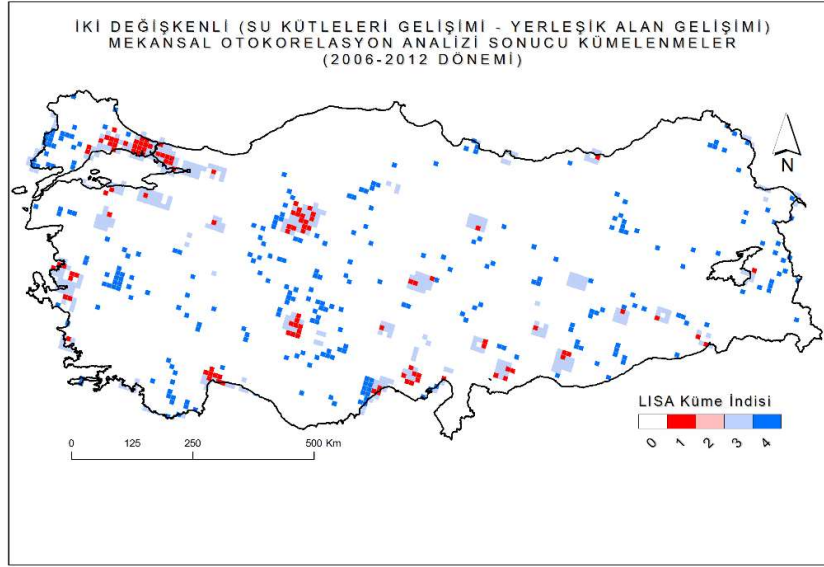 İKİ DEĞİŞKENLİ (SU KÜTLELERİ GELİŞİMİ - YERLEŞİK ALAN GELİŞİMİ)
MEKANSAL OTOKORELASYON ANALİZİ SONUCU KÜMELENMELER
(2006-2012 DÖNEMİ)
N
LISA Küme İndisi
0 1 2 3 4
0 125 250 500 Km